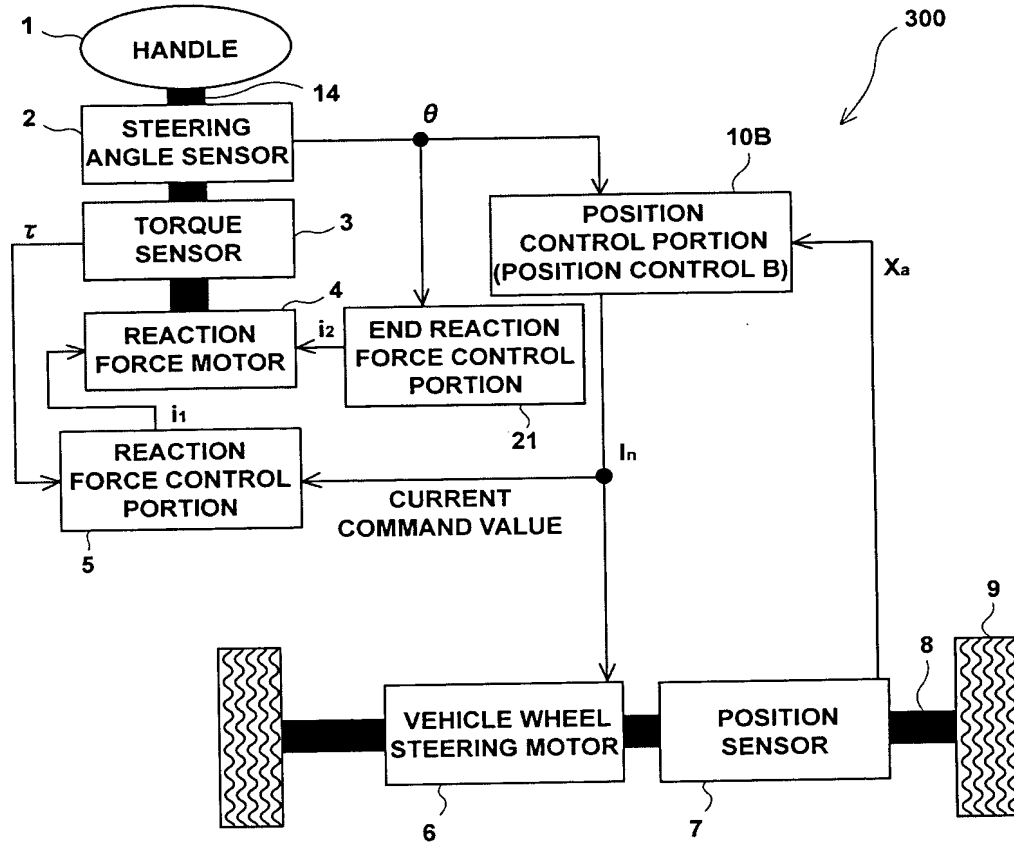 1
HANDLE
300
14
2
θ
STEERING
ANGLE SENSOR
10B
POSITION
CONTROL PORTION
(POSITION CONTROL B)
τ
TORQUE
SENSOR
3
Xa
4
REACTION
FORCE MOTOR
i2
END REACTION
FORCE CONTROL
PORTION
i1
21
REACTION
FORCE CONTROL
PORTION
In
CURRENT
COMMAND VALUE
5
9
8
VEHICLE WHEEL
STEERING MOTOR
POSITION
SENSOR
6
7